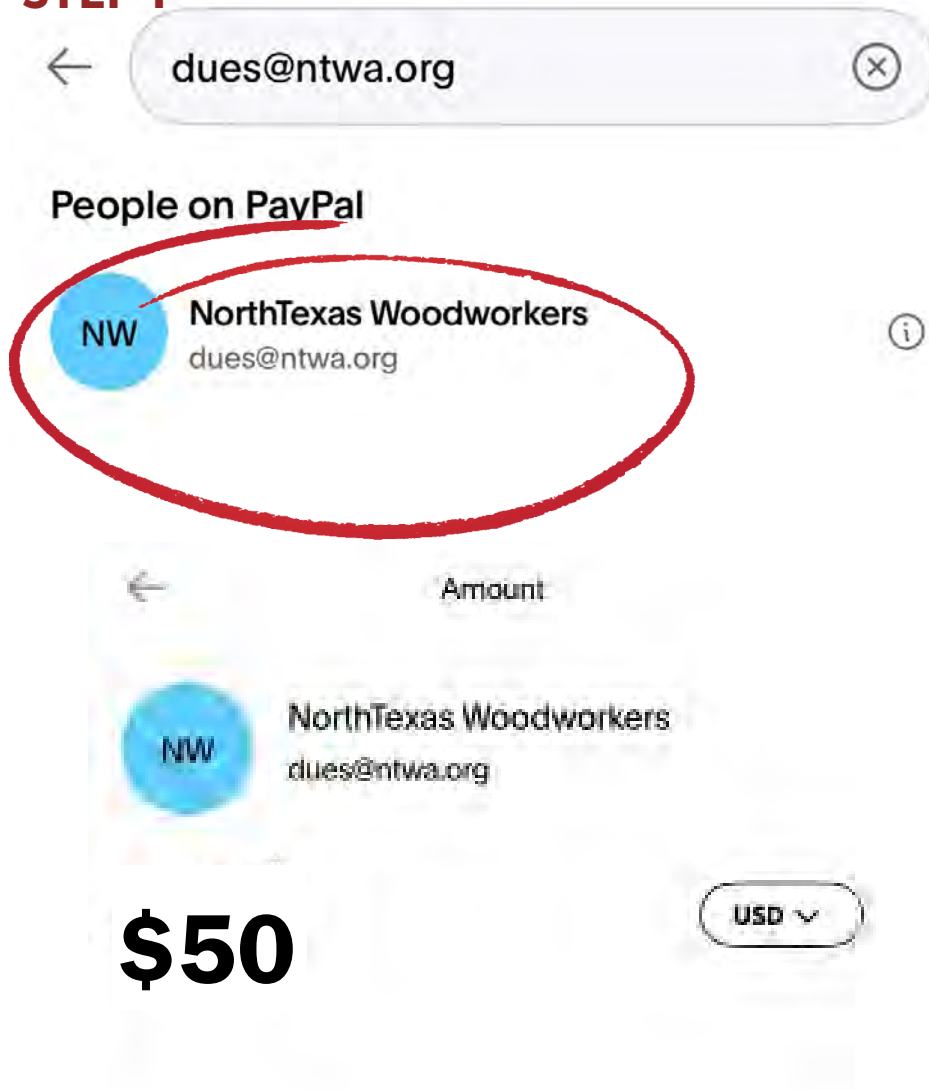 dues@ntwa.org
People on PayPal
NW
NorthTexas Woodworkers
dues@ntwa.org
Amount
NW
NorthTexas Woodworkers
dues@ntwa.org
$50
USD